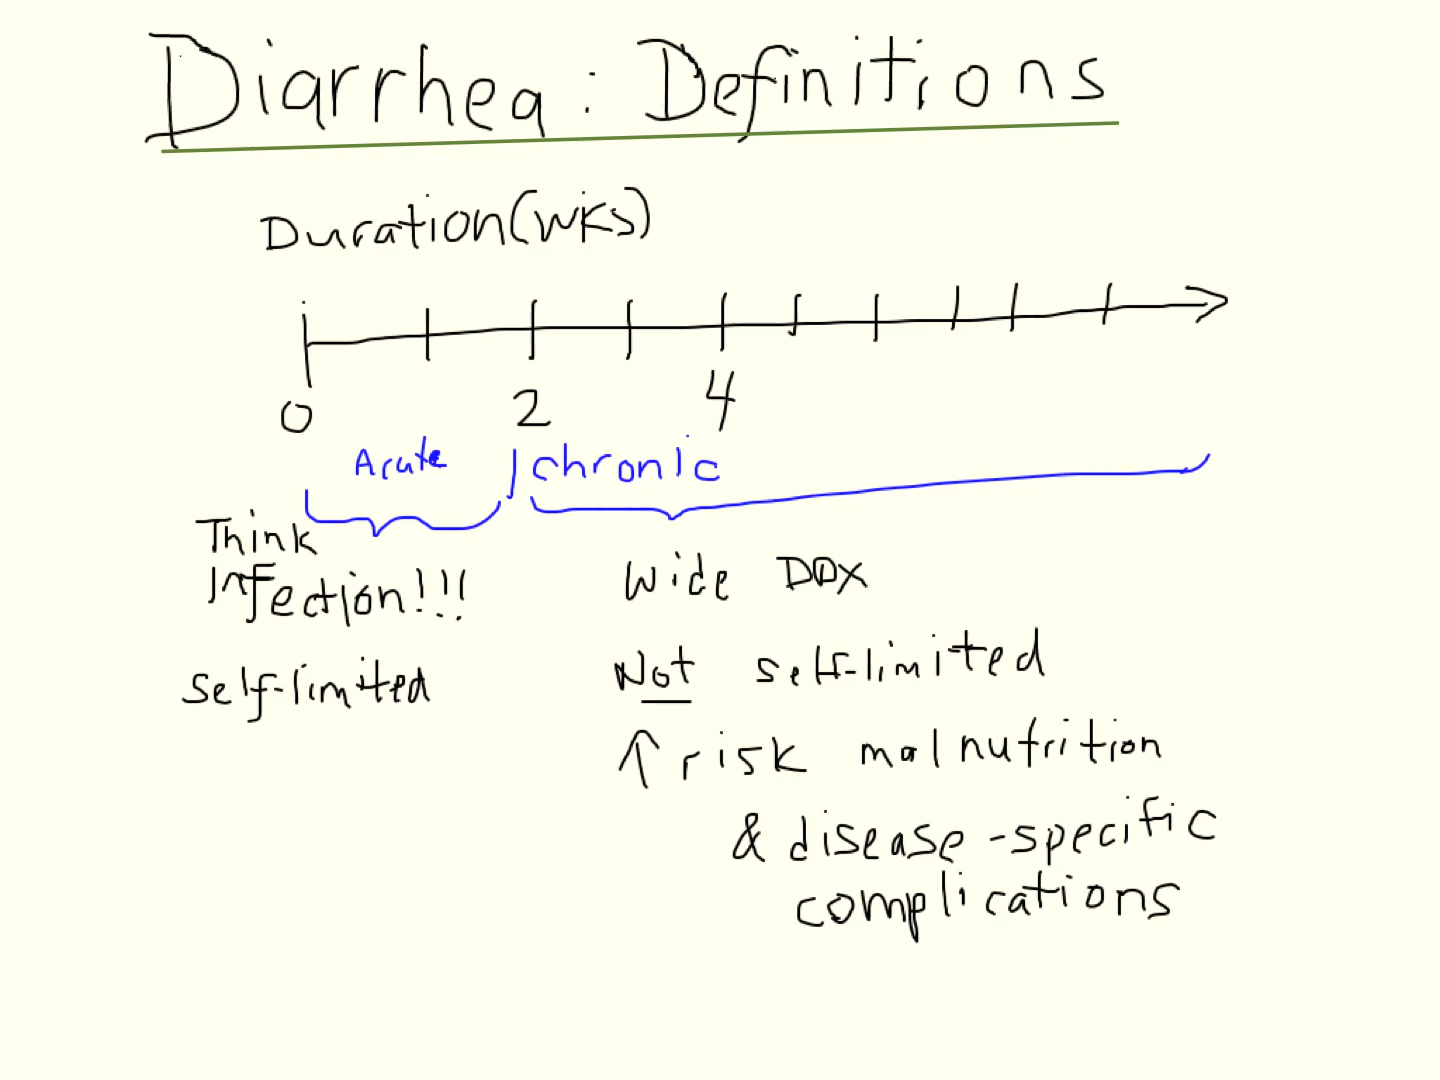 Diarrhea: Definitions
Duration(wks)
0 2 4
Acute chronic
Think
Infection!!!
self-limited
Wide DDX
Not self-limited
↑ risk malnutrition
& disease-specific
complications